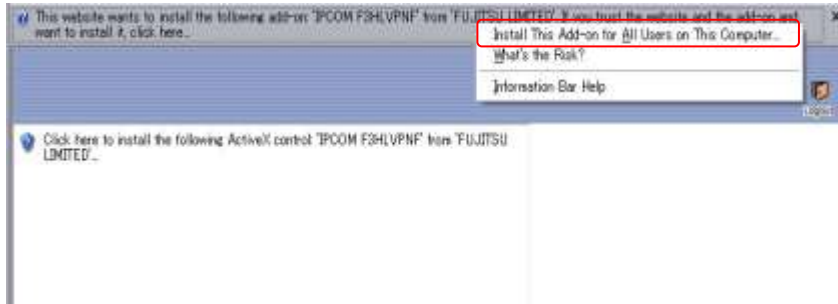 This website wants to install the following add-on: 'IPCOM F3HLVPNF' from 'FUJITSU LIMITED'. If you trust the website and the add-on and
want to install it, click here...
Install This Add-on for All Users on This Computer...
What's the Risk?
Information Bar Help
Logout
Click here to install the following ActiveX control: 'IPCOM F3HLVPNF' from 'FUJITSU
LIMITED'...